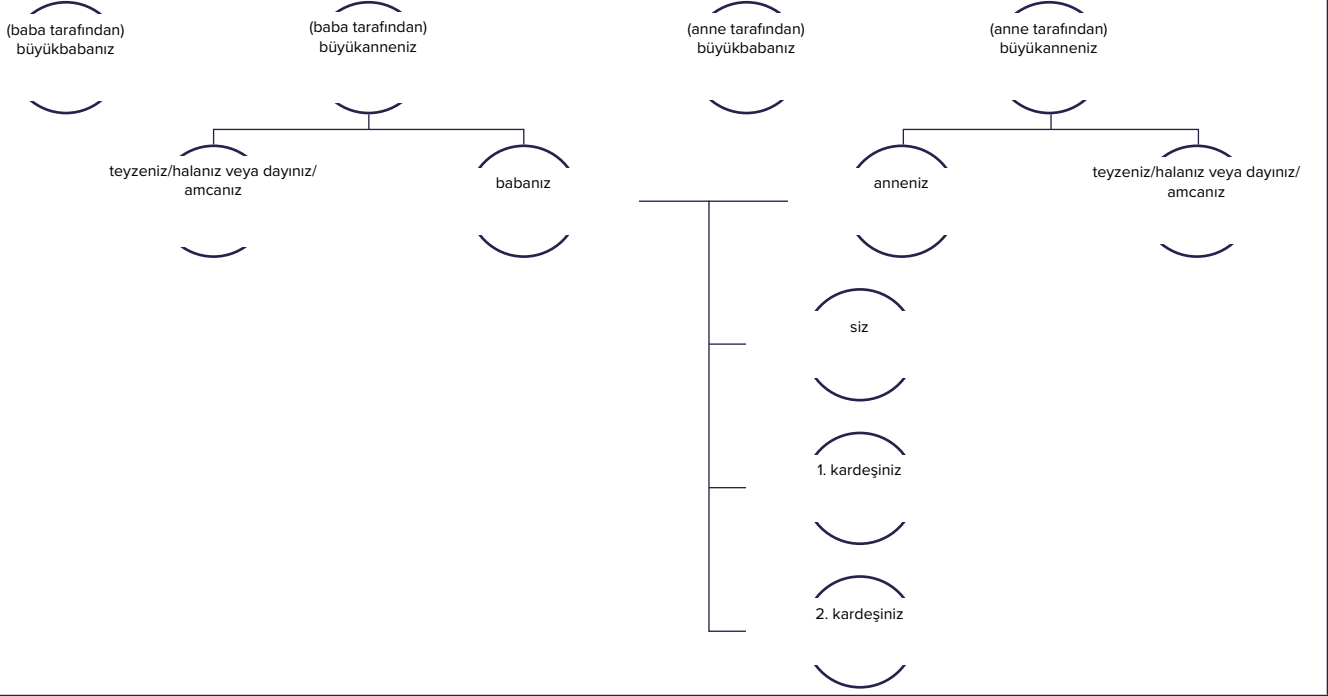 (baba tarafından)
büyükbabanız
(baba tarafından)
büyükanneniz
(anne tarafından)
büyükbabanız
(anne tarafından)
büyükanneniz
teyzeniz/halanız veya dayınız/
amcanız
babanız
anneniz
teyzeniz/halanız veya dayınız/
amcanız
siz
1. kardeşiniz
2. kardeşiniz